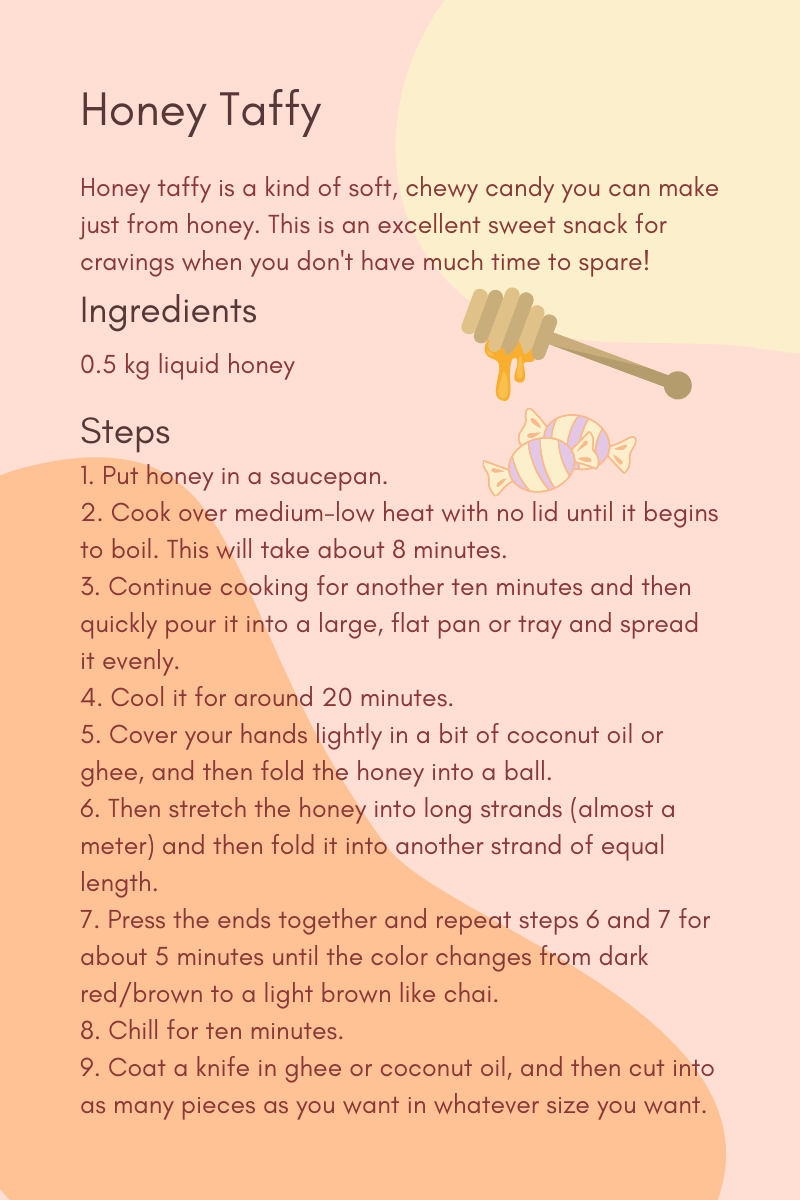 Honey Taffy
Honey taffy is a kind of soft, chewy candy you can make
just from honey. This is an excellent sweet snack for
cravings when you don't have much time to spare!
Ingredients
0.5 kg liquid honey
Steps
1. Put honey in a saucepan.
2. Cook over medium-low heat with no lid until it begins
to boil. This will take about 8 minutes.
3. Continue cooking for another ten minutes and then
quickly pour it into a large, flat pan or tray and spread
it evenly.
4. Cool it for around 20 minutes.
5. Cover your hands lightly in a bit of coconut oil or
ghee, and then fold the honey into a ball.
6. Then stretch the honey into long strands (almost a
meter) and then fold it into another strand of equal
length.
7. Press the ends together and repeat steps 6 and 7 for
about 5 minutes until the color changes from dark
red/brown to a light brown like chai.
8. Chill for ten minutes.
9. Coat a knife in ghee or coconut oil, and then cut into
as many pieces as you want in whatever size you want.